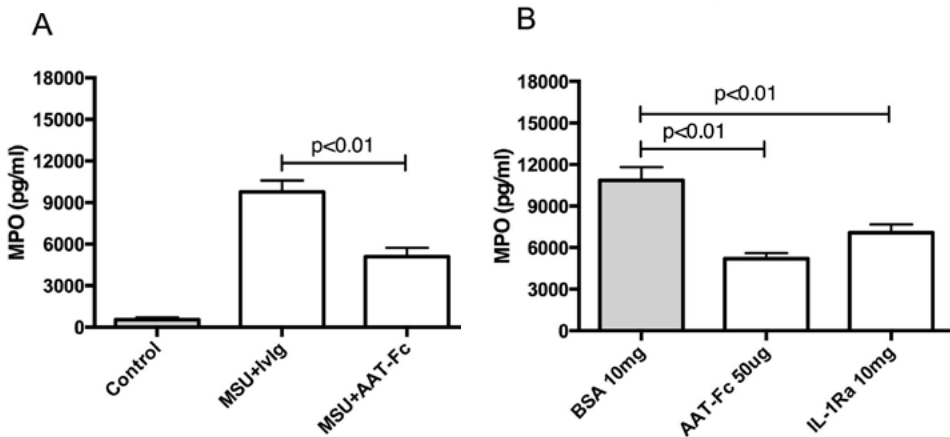 A
MPO (pg/ml)
18000
15000
12000
9000
6000
3000
0
p<0.01
Control
MSU+IvIg
MSU+AAT-Fc
B
MPO (pg/ml)
18000
15000
12000
9000
6000
3000
0
p<0.01
p<0.01
BSA 10mg
AAT-Fc 50ug
IL-1Ra 10mg